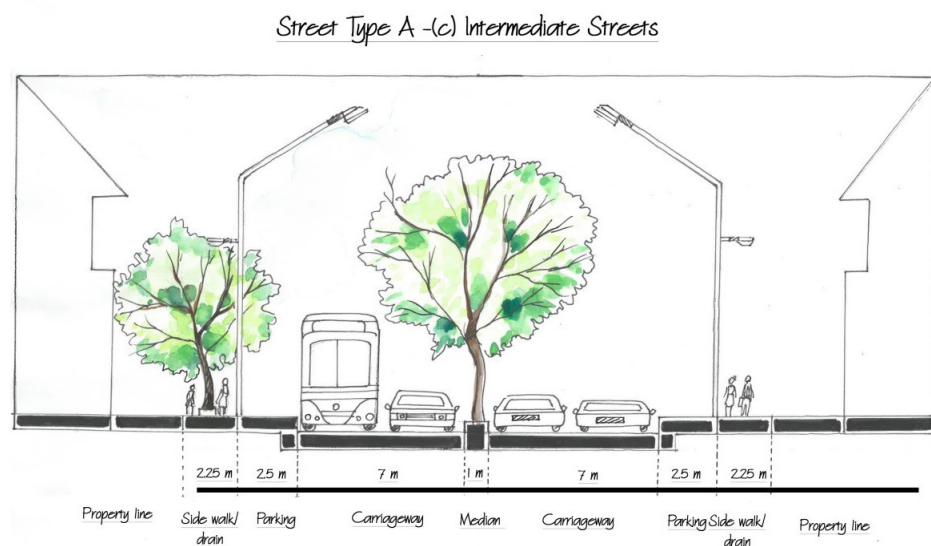 Street Type A -(c) Intermediate Streets
2.25 m 2.5 m 7 m 1 m 7 m 2.5 m 2.25 m
Property line Side walk/ drain Parking Carriageway Median Carriageway Parking Side walk/ drain Property line